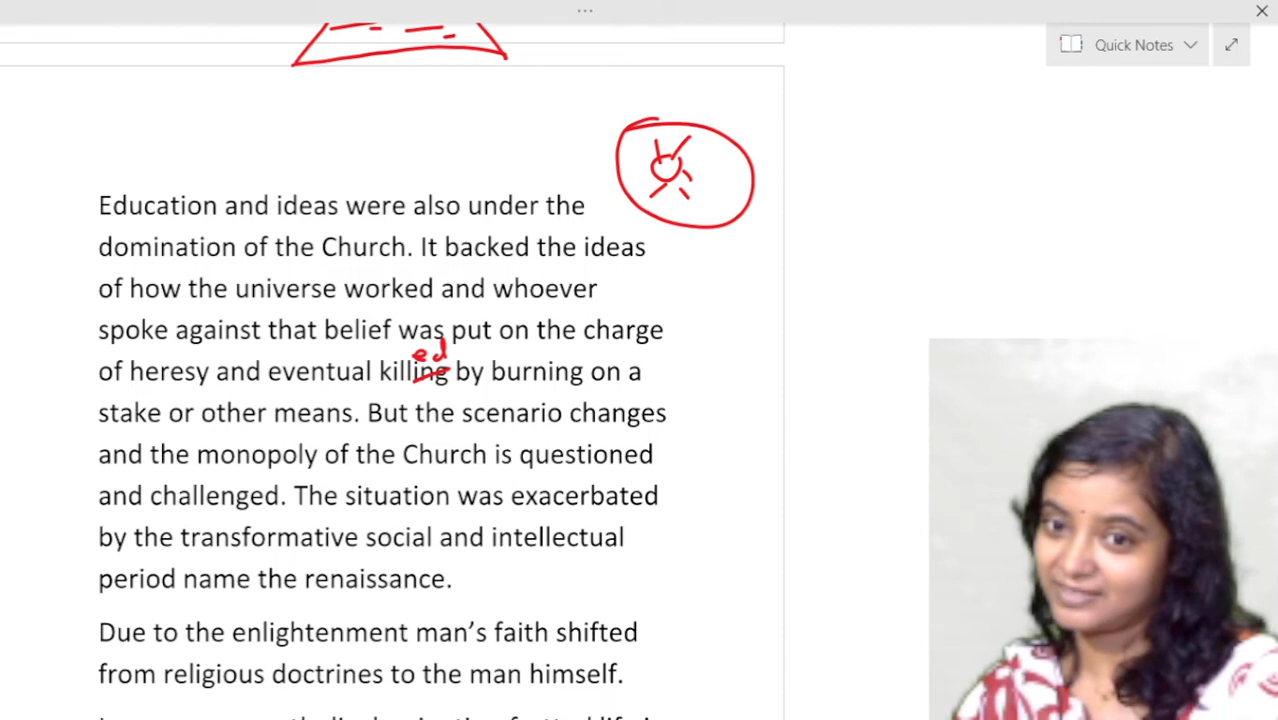 Quick Notes
Education and ideas were also under the
domination of the Church. It backed the ideas
of how the universe worked and whoever
spoke against that belief was put on the charge
ed
of heresy and eventual killing by burning on a
stake or other means. But the scenario changes
and the monopoly of the Church is questioned
and challenged. The situation was exacerbated
by the transformative social and intellectual
period name the renaissance.
Due to the enlightenment man’s faith shifted
from religious doctrines to the man himself.